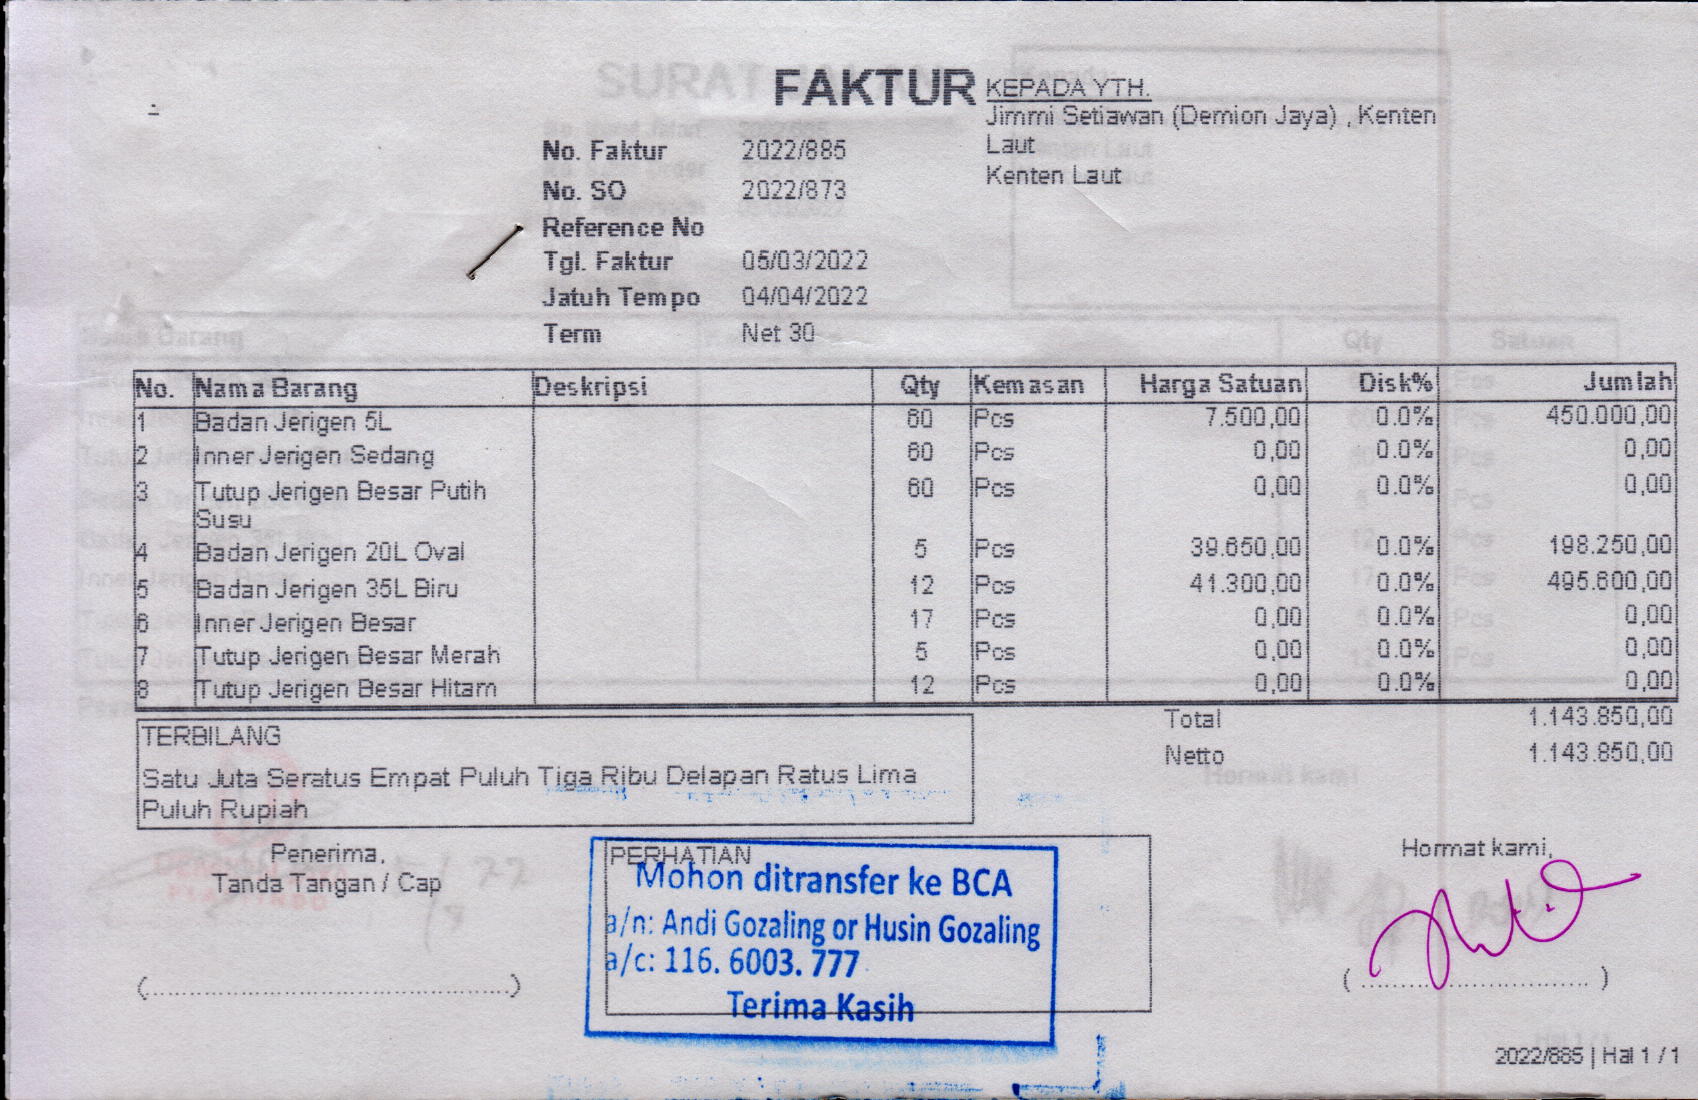 FAKTUR
KEPADA YTH.
Jimmi Setiawan (Demion Jaya) , Kenten
Laut
Kenten Laut
No. Faktur 2022/885
No. SO 2022/873
Reference No
Tgl. Faktur 05/03/2022
Jatuh Tempo 04/04/2022
Term Net 30
No. Nama Barang Deskripsi Qty Kemasan Harga Satuan Disk% Jumlah
1 Badan Jerigen 5L 60 Pcs 7.500,00 0.0% 450.000,00
2 Inner Jerigen Sedang 60 Pcs 0,00 0.0% 0,00
3 Tutup Jerigen Besar Putih 60 Pcs 0,00 0.0% 0,00
Susu
4 Badan Jerigen 20L Oval 5 Pcs 39.650,00 0.0% 198.250,00
5 Badan Jerigen 35L Biru 12 Pcs 41.300,00 0.0% 495.600,00
6 Inner Jerigen Besar 17 Pcs 0,00 0.0% 0,00
7 Tutup Jerigen Besar Merah 5 Pcs 0,00 0.0% 0,00
8 Tutup Jerigen Besar Hitam 12 Pcs 0,00 0.0% 0,00
Total 1.143.850,00
Netto 1.143.850,00
TERBILANG
Satu Juta Seratus Empat Puluh Tiga Ribu Delapan Ratus Lima
Puluh Rupiah
Penerima,
Tanda Tangan / Cap
(..................................................)
PERHATIAN
Mohon ditransfer ke BCA
a/n: Andi Gozaling or Husin Gozaling
a/c: 116. 6003. 777
Terima Kasih
Hormat kami,
( ................................ )
2022/885 | Hal 1 / 1